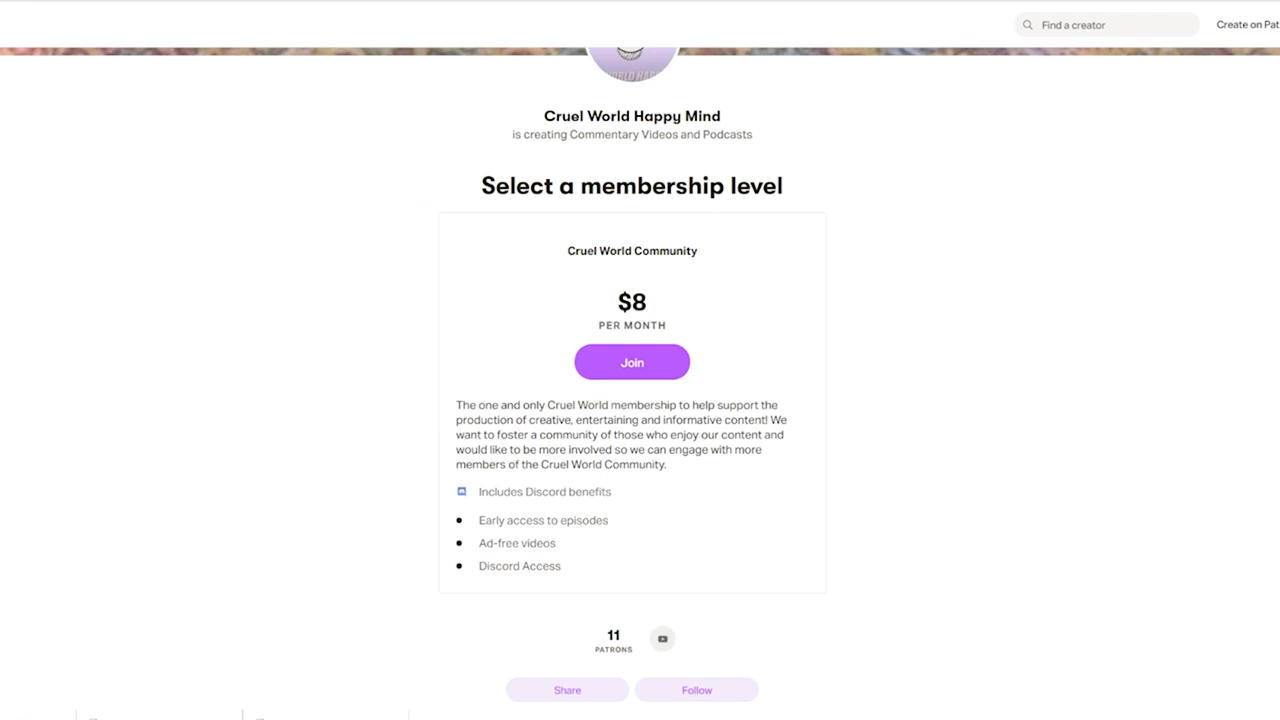 Find a creator
Create on Pat
ORLD HAP
Cruel World Happy Mind
is creating Commentary Videos and Podcasts
Select a membership level
Cruel World Community
$8
PER MONTH
Join
The one and only Cruel World membership to help support the
production of creative, entertaining and informative content! We
want to foster a community of those who enjoy our content and
would like to be more involved so we can engage with more
members of the Cruel World Community.
Includes Discord benefits
Early access to episodes
Ad-free videos
Discord Access
11
PATRONS
Share
Follow